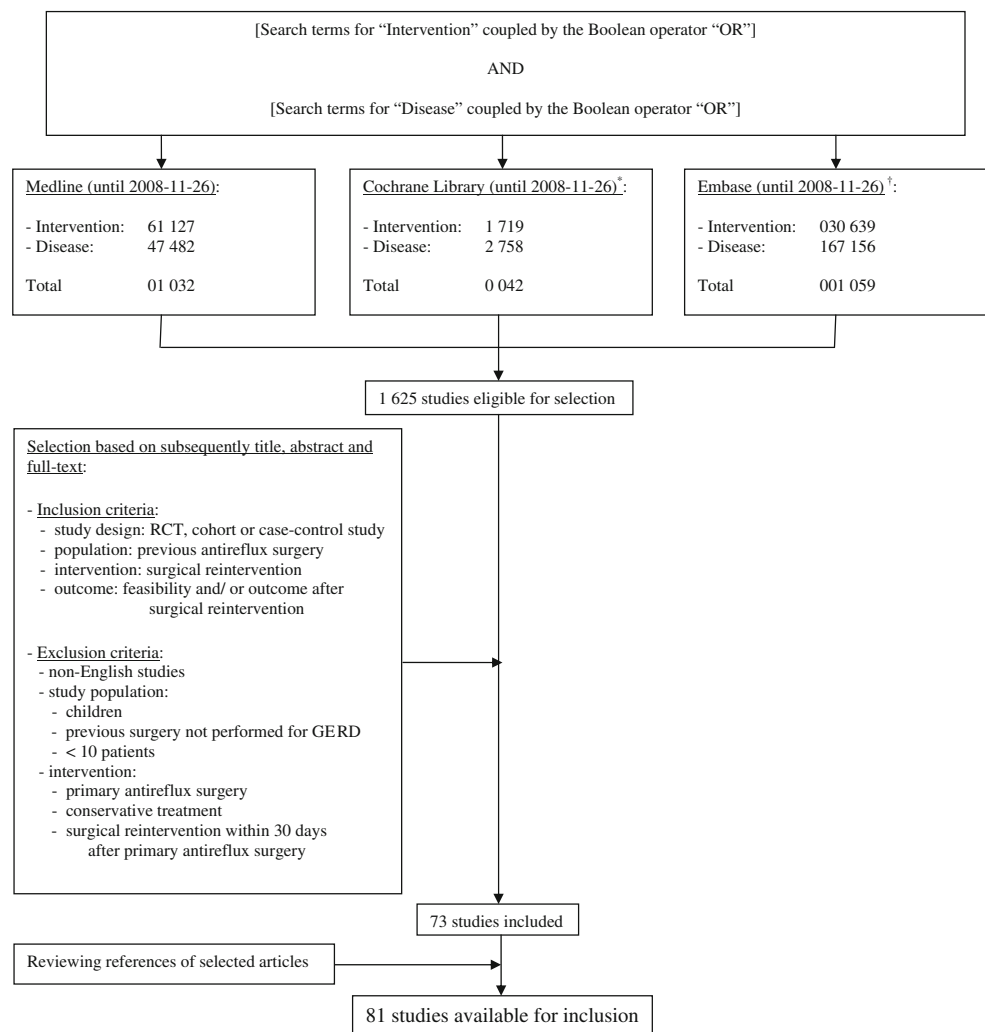 [Search terms for “Intervention” coupled by the Boolean operator “OR”]
AND
[Search terms for “Disease” coupled by the Boolean operator “OR”]
Medline (until 2008-11-26):
- Intervention: 61 127
- Disease: 47 482
Total 01 032
Cochrane Library (until 2008-11-26)*:
- Intervention: 1 719
- Disease: 2 758
Total 0 042
Embase (until 2008-11-26)†:
- Intervention: 030 639
- Disease: 167 156
Total 001 059
1 625 studies eligible for selection
Selection based on subsequently title, abstract and
full-text:
- Inclusion criteria:
- study design: RCT, cohort or case-control study
- population: previous antireflux surgery
- intervention: surgical reintervention
- outcome: feasibility and/ or outcome after
surgical reintervention
- Exclusion criteria:
- non-English studies
- study population:
- children
- previous surgery not performed for GERD
- < 10 patients
- intervention:
- primary antireflux surgery
- conservative treatment
- surgical reintervention within 30 days
after primary antireflux surgery
73 studies included
Reviewing references of selected articles
81 studies available for inclusion